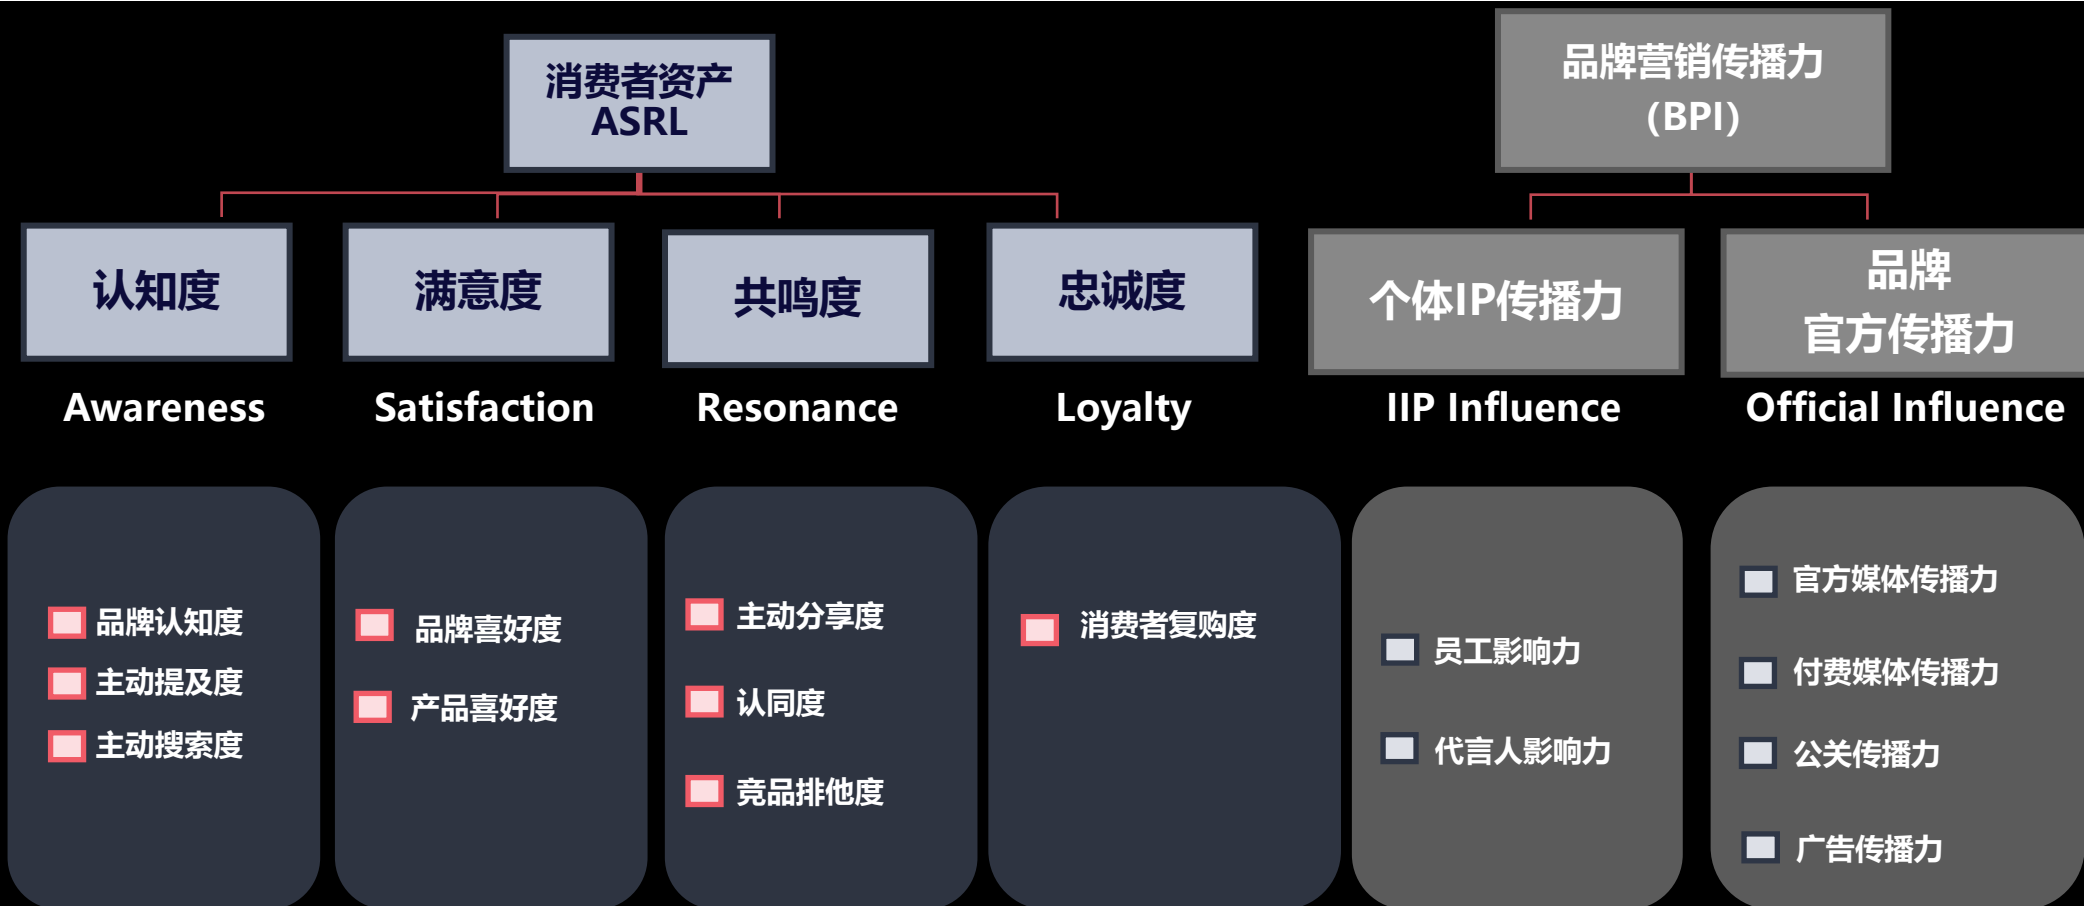 消费者资产
ASRL
品牌营销传播力
(BPI)
认知度
满意度
共鸣度
忠诚度
个体IP传播力
品牌
官方传播力
Awareness
Satisfaction
Resonance
Loyalty
IIP Influence
Official Influence
品牌认知度
主动提及度
主动搜索度
品牌喜好度
产品喜好度
主动分享度
认同度
竞品排他度
消费者复购度
员工影响力
代言人影响力
官方媒体传播力
付费媒体传播力
公关传播力
广告传播力